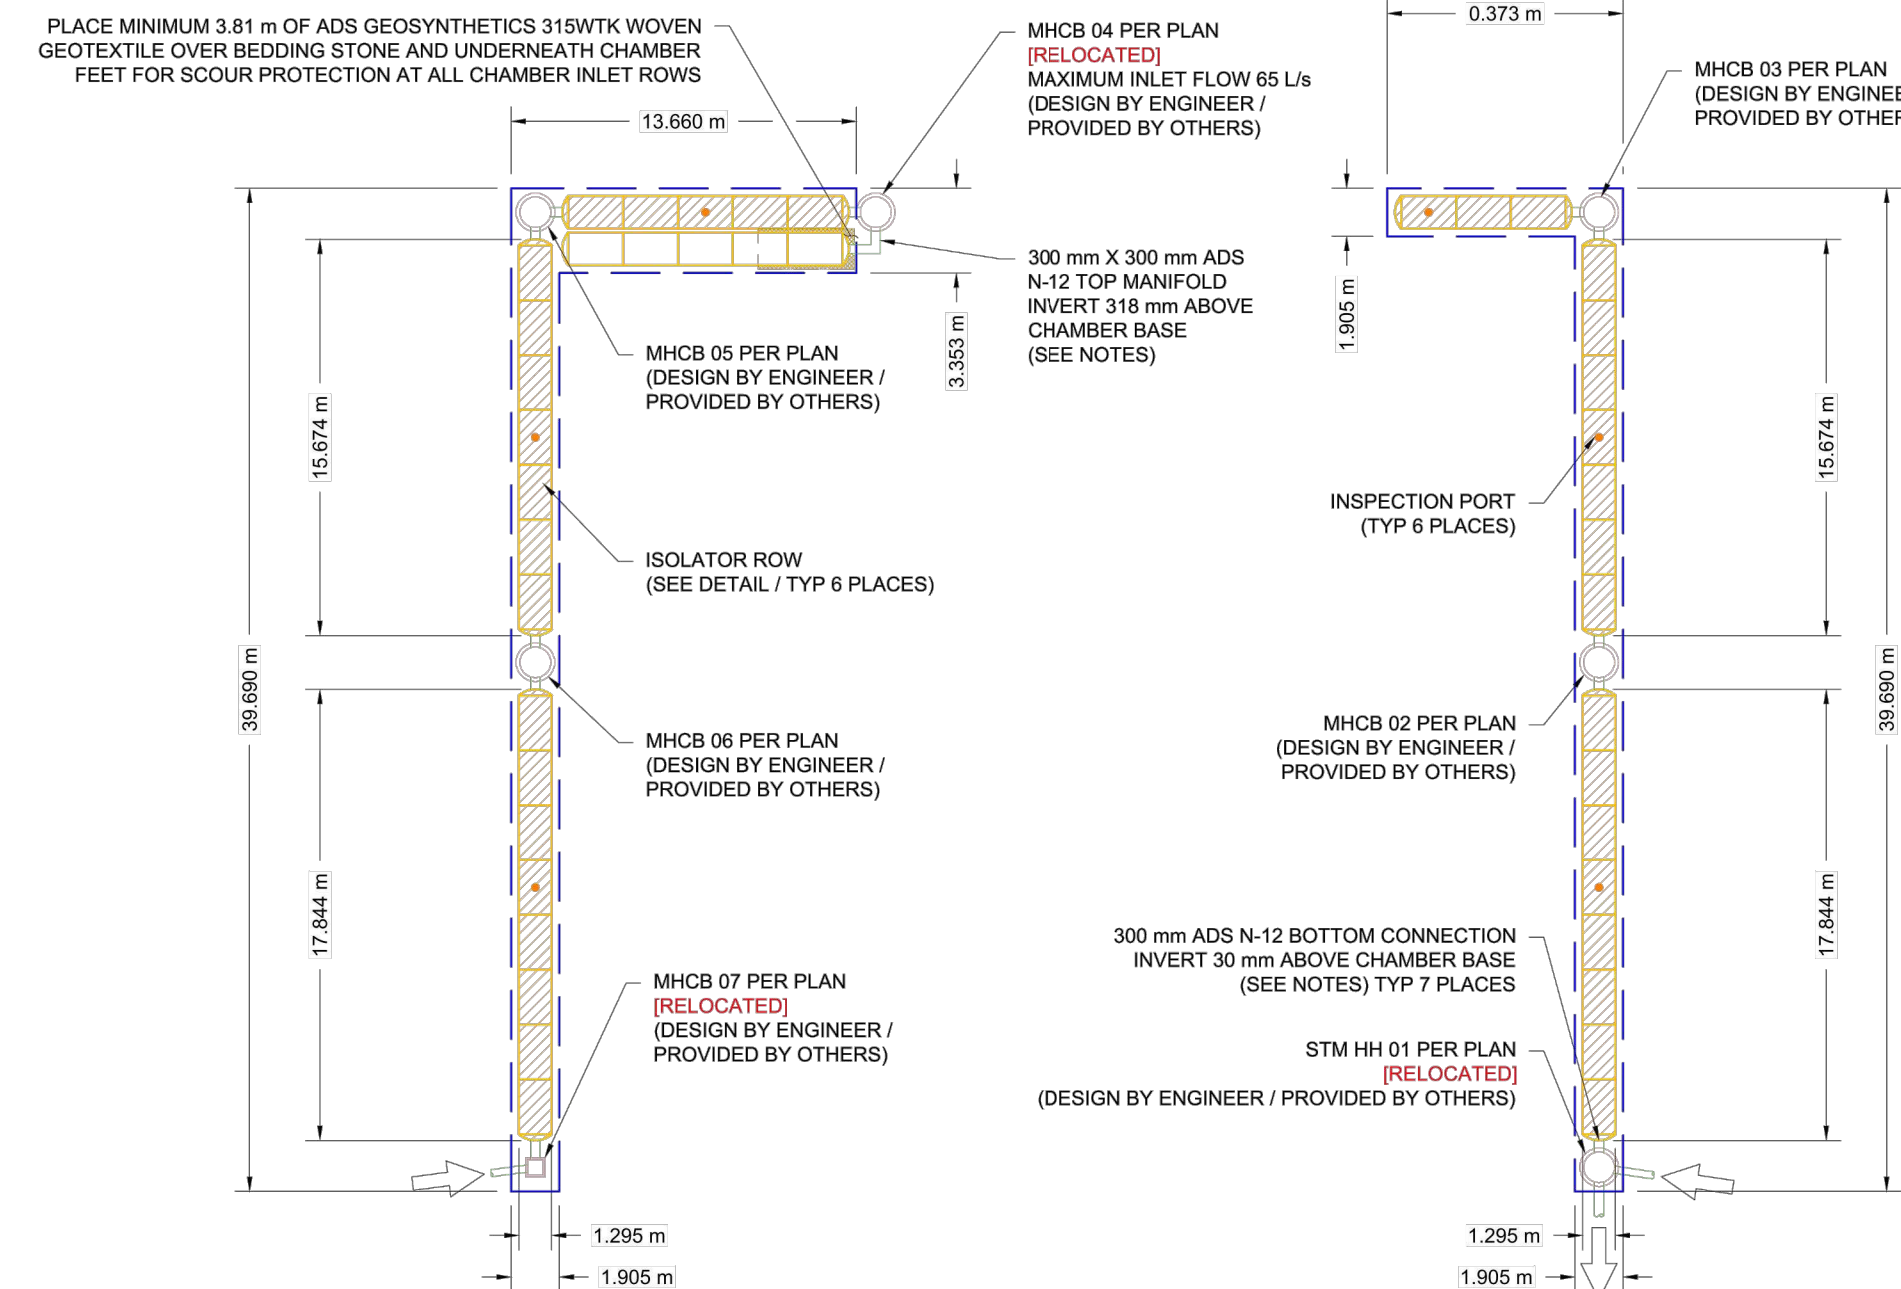 PLACE MINIMUM 3.81 m OF ADS GEOSYNTHETICS 315WTK WOVEN
GEOTEXTILE OVER BEDDING STONE AND UNDERNEATH CHAMBER
FEET FOR SCOUR PROTECTION AT ALL CHAMBER INLET ROWS
13.660 m
MHCB 04 PER PLAN
[RELOCATED]
MAXIMUM INLET FLOW 65 L/s
(DESIGN BY ENGINEER /
PROVIDED BY OTHERS)
0.373 m
MHCB 03 PER PLAN
(DESIGN BY ENGINEE
PROVIDED BY OTHER
300 mm X 300 mm ADS
N-12 TOP MANIFOLD
INVERT 318 mm ABOVE
CHAMBER BASE
(SEE NOTES)
3.353 m
1.905 m
MHCB 05 PER PLAN
(DESIGN BY ENGINEER /
PROVIDED BY OTHERS)
15.674 m
15.674 m
INSPECTION PORT
(TYP 6 PLACES)
ISOLATOR ROW
(SEE DETAIL / TYP 6 PLACES)
39.690 m
39.690 m
MHCB 06 PER PLAN
(DESIGN BY ENGINEER /
PROVIDED BY OTHERS)
MHCB 02 PER PLAN
(DESIGN BY ENGINEER /
PROVIDED BY OTHERS)
17.844 m
17.844 m
300 mm ADS N-12 BOTTOM CONNECTION
INVERT 30 mm ABOVE CHAMBER BASE
(SEE NOTES) TYP 7 PLACES
MHCB 07 PER PLAN
[RELOCATED]
(DESIGN BY ENGINEER /
PROVIDED BY OTHERS)
STM HH 01 PER PLAN
[RELOCATED]
(DESIGN BY ENGINEER / PROVIDED BY OTHERS)
1.295 m
1.905 m
1.295 m
1.905 m